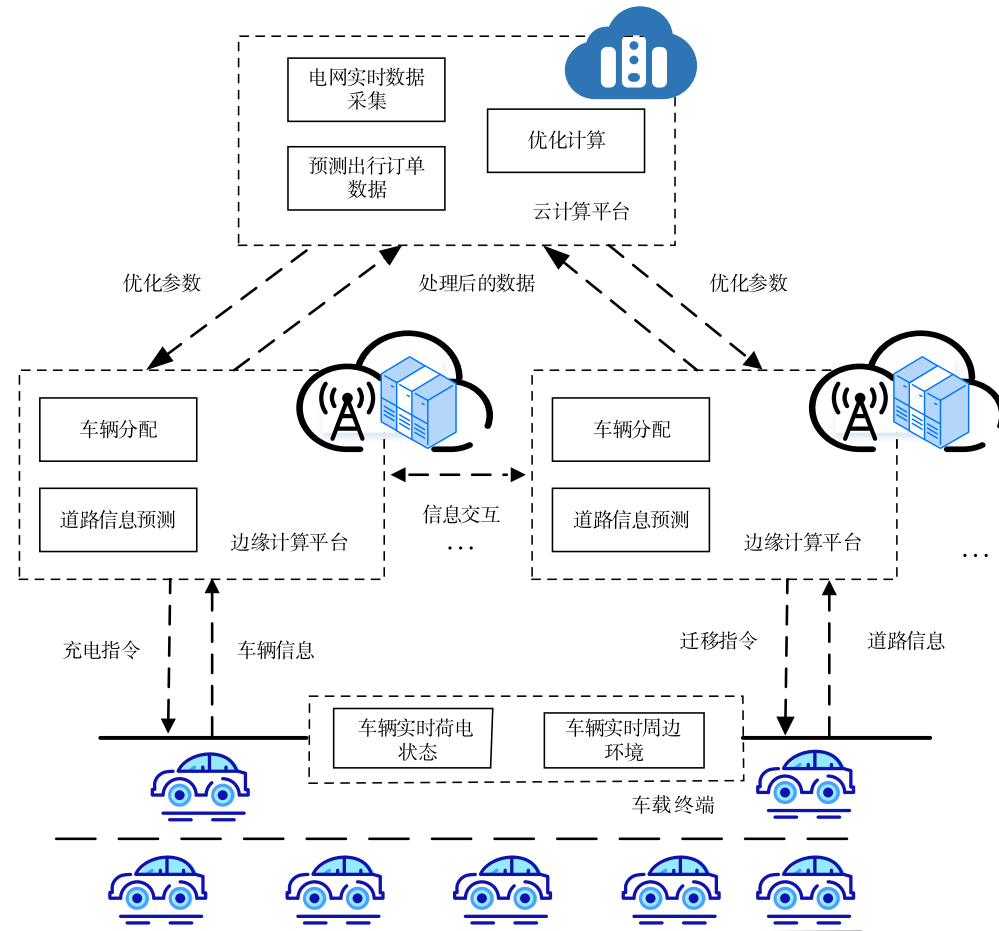 电网实时数据
采集
优化计算
预测出行订单
数据
云计算平台
优化参数
处理后的数据
优化参数
车辆分配
道路信息预测
边缘计算平台
信息交互
...
车辆分配
道路信息预测
边缘计算平台
...
充电指令
车辆信息
迁移指令
道路信息
车辆实时荷电
状态
车辆实时周边
环境
车载终端